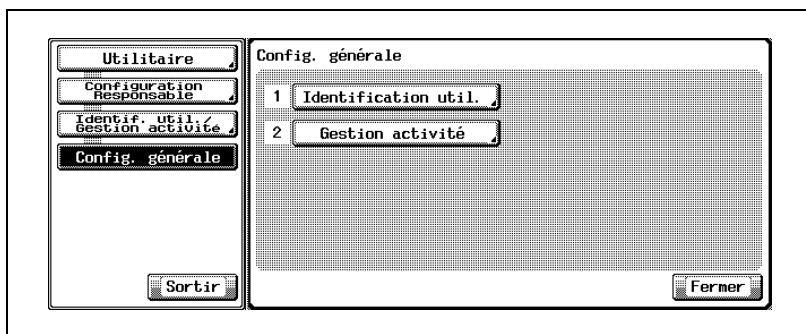 Utilitaire
Configuration
Responsable
Identif. util./
Gestion activité
Config. générale
Sortir
Config. générale
1 Identification util.
2 Gestion activité
Fermer